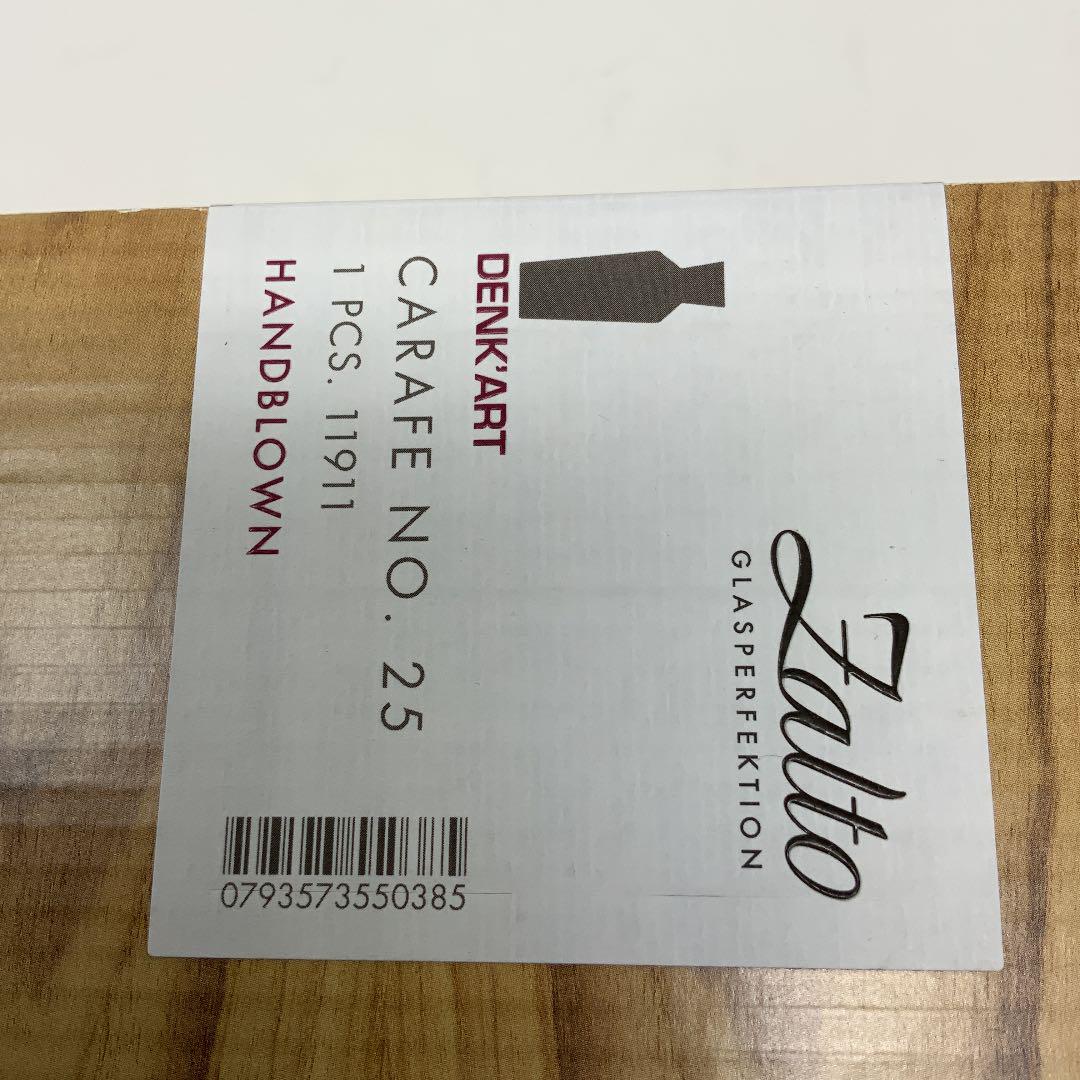 Zalto
GLASPERFEKTION
DENK'ART
CARAFE NO. 25
1 PCS. 11911
HANDBLOWN
0793573550385